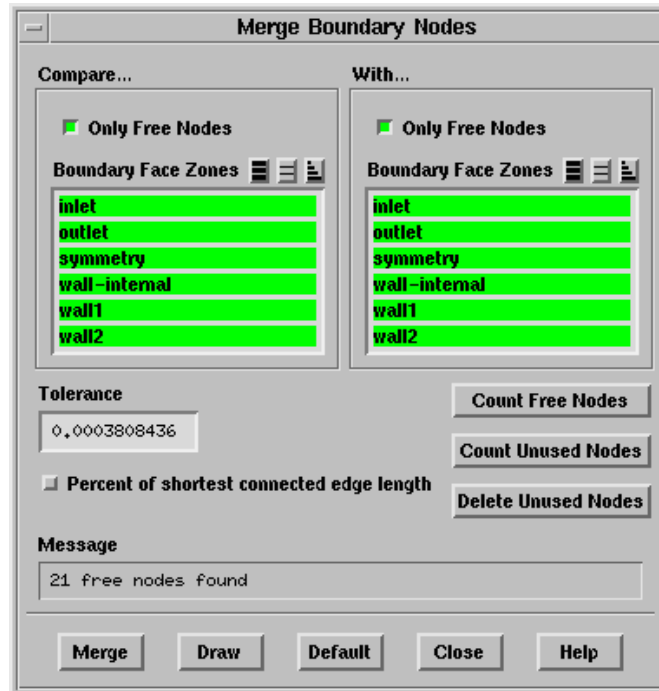 Merge Boundary Nodes
Compare... With...
Only Free Nodes Only Free Nodes
Boundary Face Zones Boundary Face Zones
inlet inlet
outlet outlet
symmetry symmetry
wall-internal wall-internal
wall1 wall1
wall2 wall2
Tolerance
Count Free Nodes
0.0003808436
Count Unused Nodes
Percent of shortest connected edge length
Delete Unused Nodes
Message
21 free nodes found
Merge Draw Default Close Help